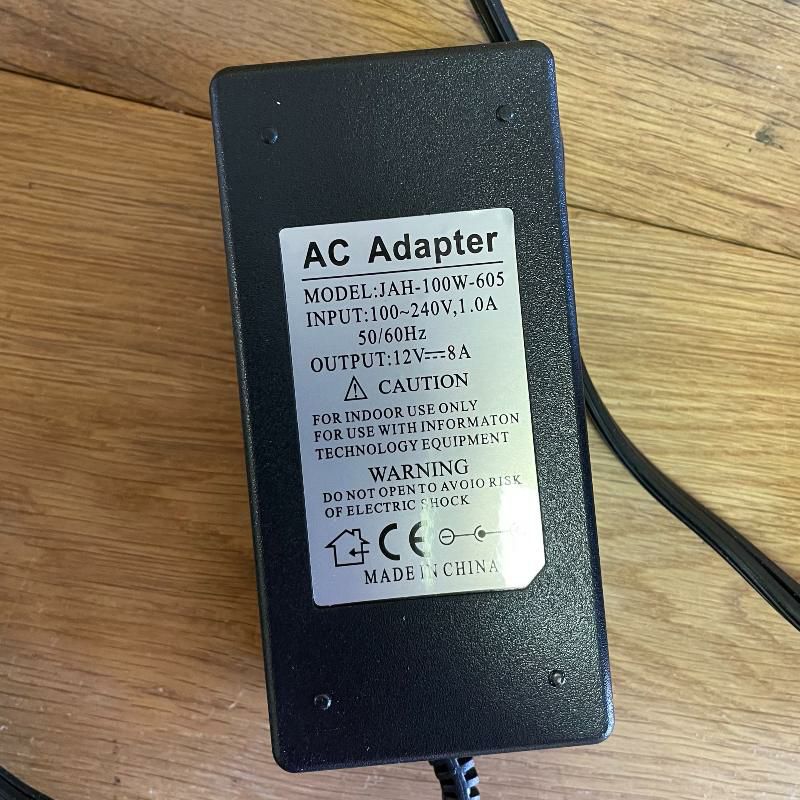 AC Adapter
MODEL:JAH-100W-605
INPUT:100~240V,1.0A
50/60Hz
OUTPUT:12V⎓8A
CAUTION
FOR INDOOR USE ONLY
FOR USE WITH INFORMATON
TECHNOLOGY EQUIPMENT
WARNING
DO NOT OPEN TO AVOIO RISK
OF ELECTRIC SHOCK
CE
MADE IN CHINA